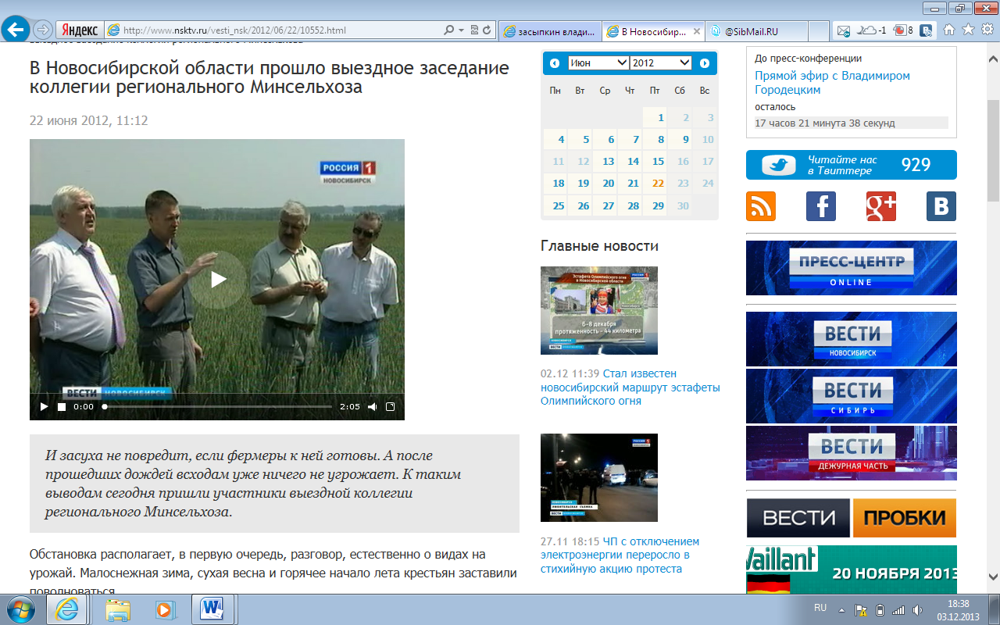 Яндекс
http://www.nsktv.ru/vesti_nsk/2012/06/22/10552.html
засыпкин влади...
В Новосибир...
@SibMail.RU
-1
8
В Новосибирской области прошло выездное заседание
коллегии регионального Минсельхоза
22 июня 2012, 11:12
РОССИЯ 1
НОВОСИБИРСК
ВЕСТИ НОВОСИБИРСК
0:00
2:05
И засуха не повредит, если фермеры к ней готовы. А после
прошедших дождей всходам уже ничего не угрожает. К таким
выводам сегодня пришли участники выездной коллегии
регионального Минсельхоза.
Обстановка располагает, в первую очередь, разговор, естественно о видах на
урожай. Малоснежная зима, сухая весна и горячее начало лета крестьян заставили
поволноваться
Июн 2012
Пн Вт Ср Чт Пт Сб Вс
1 2 3
4 5 6 7 8 9 10
11 12 13 14 15 16 17
18 19 20 21 22 23 24
25 26 27 28 29 30
Главные новости
Эстафета Олимпийского огня
в Новосибирской области
6-8 декабря
протяженность - 44 километра
02.12 11:39 Стал известен
новосибирский маршрут эстафеты
Олимпийского огня
27.11 18:15 ЧП с отключением
электроэнергии переросло в
стихийную акцию протеста
До пресс-конференции
Прямой эфир с Владимиром
Городецким
осталось
17 часов 21 минута 38 секунд
Читайте нас
в Твиттере
929
f
g+
B
ПРЕСС-ЦЕНТР
ONLINE
ВЕСТИ
НОВОСИБИРСК
ВЕСТИ
СИБИРЬ
ВЕСТИ
ДЕЖУРНАЯ ЧАСТЬ
ВЕСТИ ПРОБКИ
Vaillant
20 НОЯБРЯ 2013
RU
18:38
03.12.2013